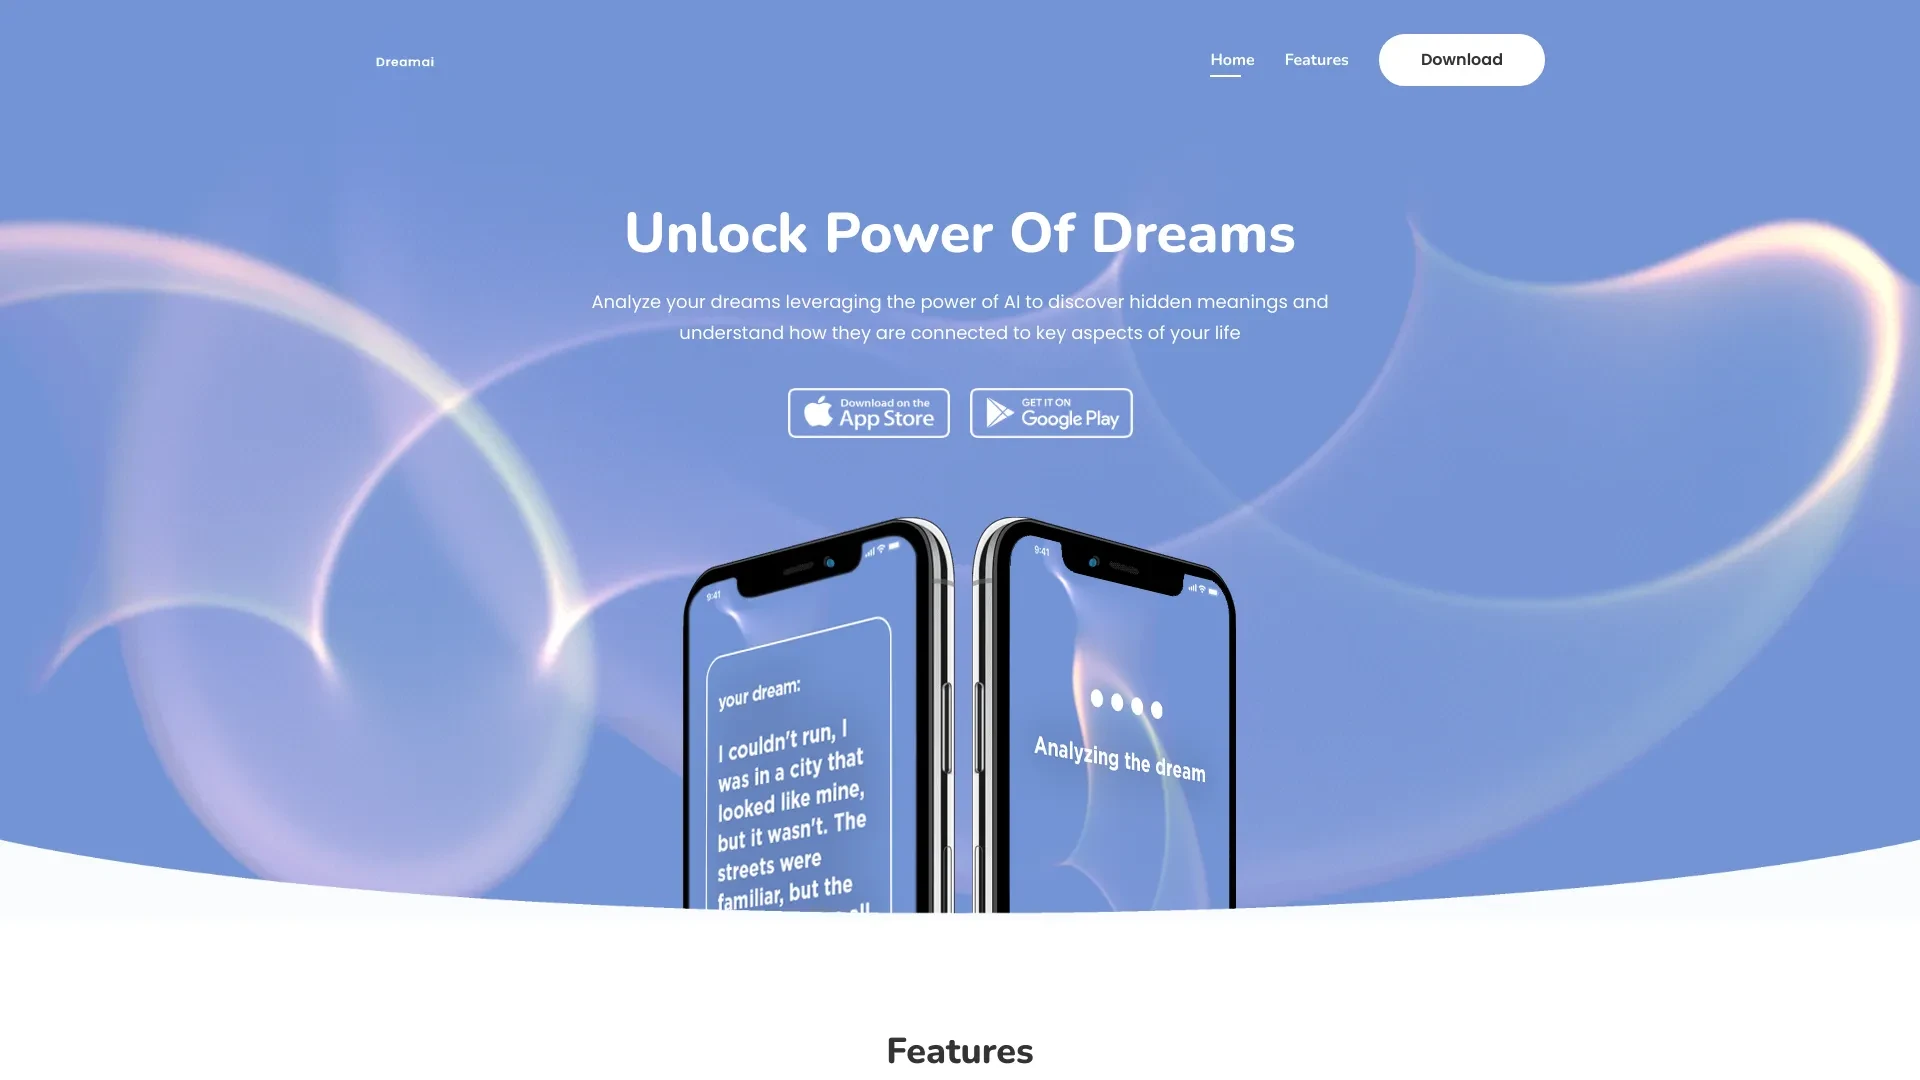 Dreamai
Home
Features
Download
Unlock Power Of Dreams
Analyze your dreams leveraging the power of AI to discover hidden meanings and
understand how they are connected to key aspects of your life
Download on the
App Store
GET IT ON
Google Play
9:41
your dream:
I couldn't run, I
was in a city that
looked like mine,
but it wasn't. The
streets were
familiar, but the
9:41
Analyzing the dream
Features